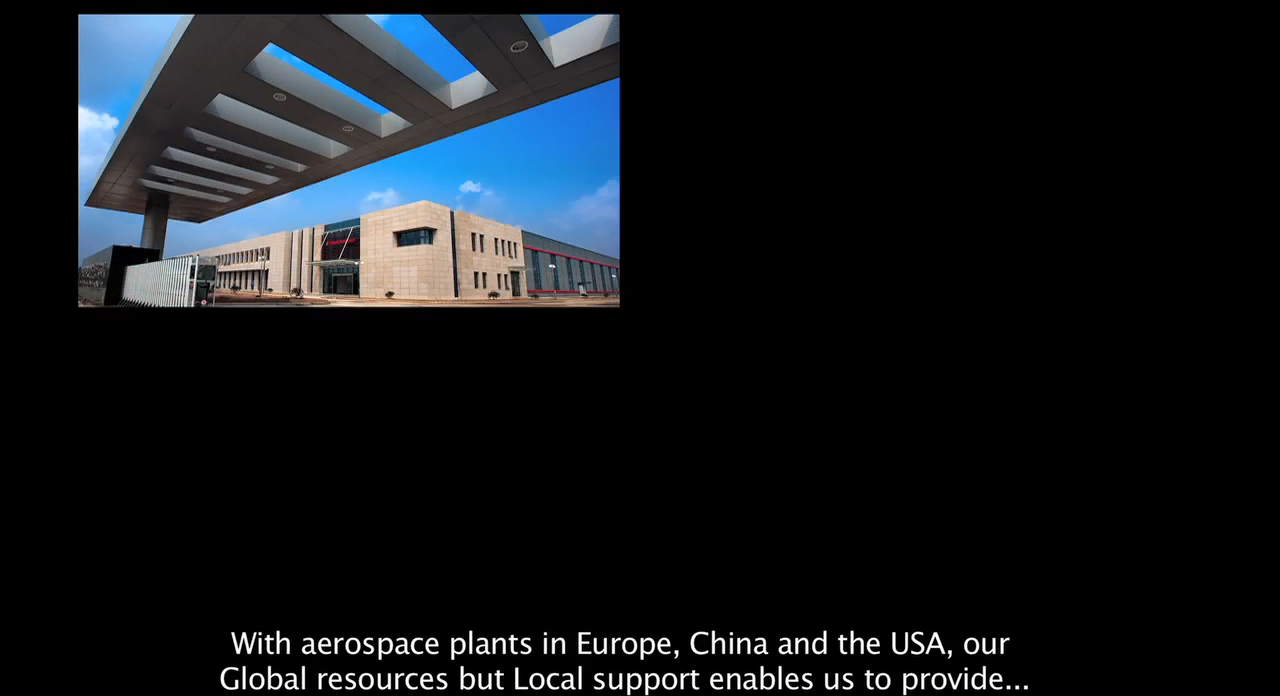 With aerospace plants in Europe, China and the USA, our
Global resources but Local support enables us to provide...